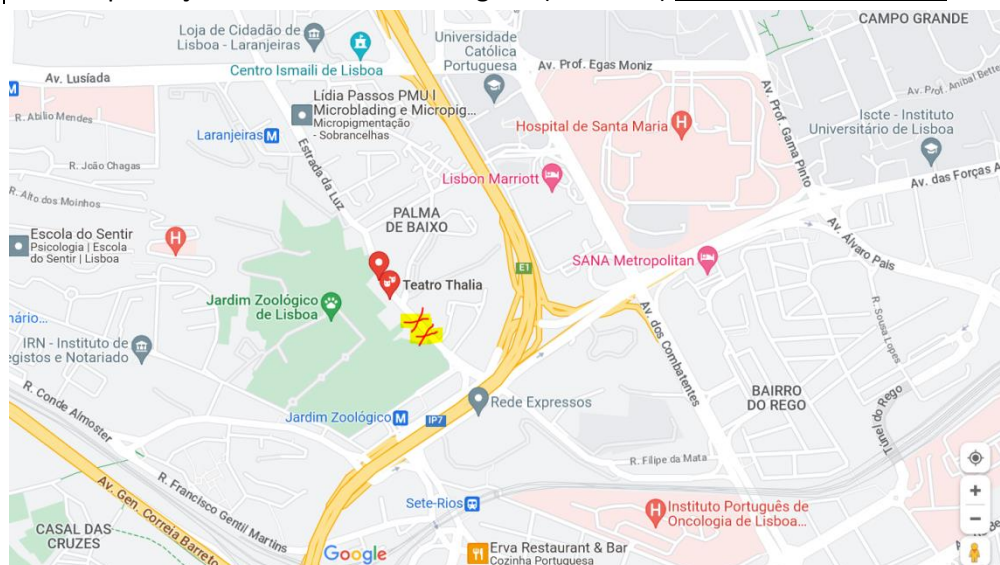 CAMPO GRANDE
Loja de Cidadão de
Lisboa - Laranjeiras
Universidade
Católica
Portuguesa
Centro Ismaili de Lisboa
Av. Prof. Egas Moniz
Av. Lusíada
M
Av. Prof. Gama Pinto
Av. Prof. Aníbal Bette
Lídia Passos PMU |
Microblading e Micropig...
Micropigmentação
- Sobrancelhas
R. Abílio Mendes
Iscte - Instituto
Universitário de Lisboa
Hospital de Santa Maria H
Laranjeiras M
Estrada da Luz
R. João Chagas
Lisbon Marriott
Av. das Forças A
R. Alto dos Moinhos
PALMA
DE BAIXO
Av. Álvaro Pais
Escola do Sentir
Psicologia | Escola
do Sentir | Lisboa
H
SANA Metropolitan
E1
Teatro Thalia
Jardim Zoológico
de Lisboa
R. Sousa Lopes
nário...
IRN - Instituto de
egistos e Notariado
Av. dos Combatentes
R. Conde Almoster
BAIRRO
DO REGO
Túnel do Rego
Rede Expressos
Jardim Zoológico M
IP7
R. Filipe da Mata
R. Francisco Gentil Martins
Av. Gen. Correia Barreto
Sete-Rios
H Instituto Português de
Oncologia de Lisboa...
CASAL DAS
CRUZES
Google
Erva Restaurant & Bar
Cozinha Portuguesa